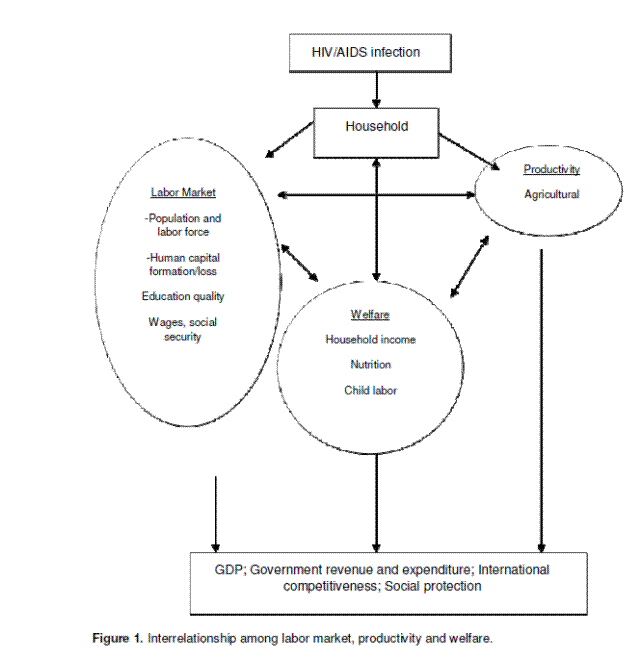 HIV/AIDS infection
Household
Labor Market
-Population and
labor force
-Human capital
formation/loss
Education quality
Wages, social
security
Productivity
Agricultural
Welfare
Household income
Nutrition
Child labor
GDP; Government revenue and expenditure; International
competitiveness; Social protection
Figure 1. Interrelationship among labor market, productivity and welfare.